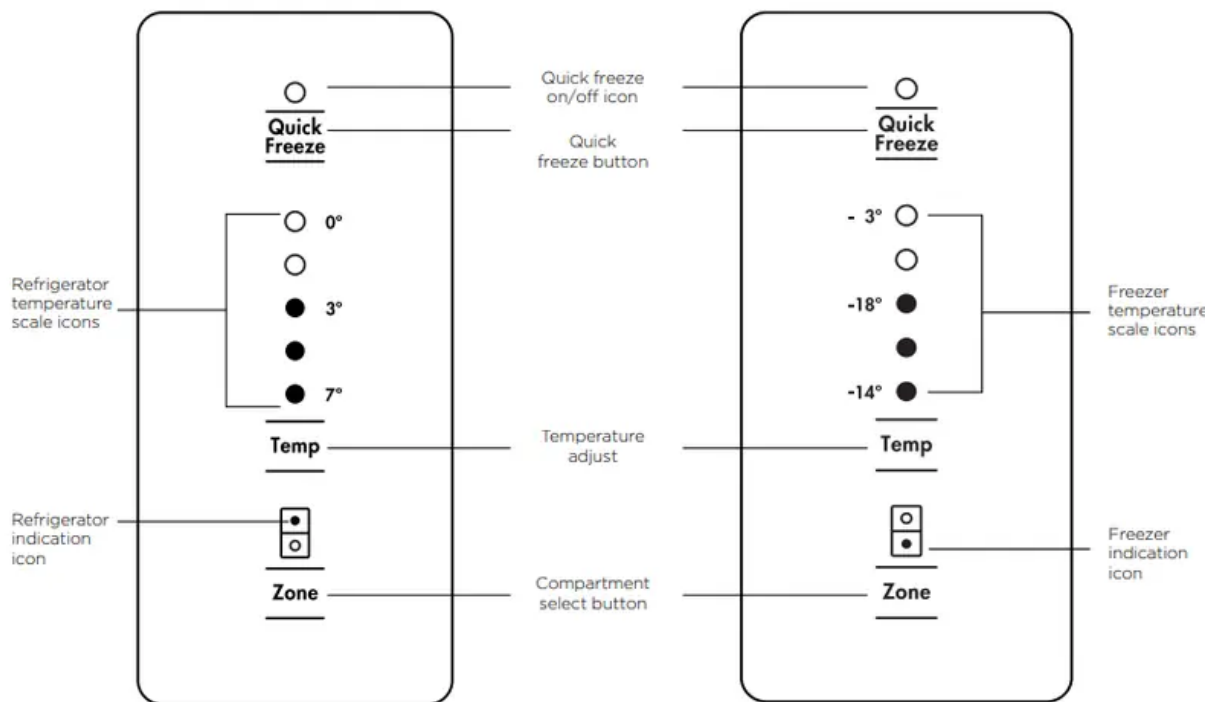 Quick freeze
on/off icon
Quick
Freeze
Quick
freeze button
Quick
Freeze
0°
3°
7°
Refrigerator
temperature
scale icons
- 3°
-18°
-14°
Freezer
temperature
scale icons
Temp
Temperature
adjust
Temp
Refrigerator
indication
icon
Freezer
indication
icon
Zone
Compartment
select button
Zone